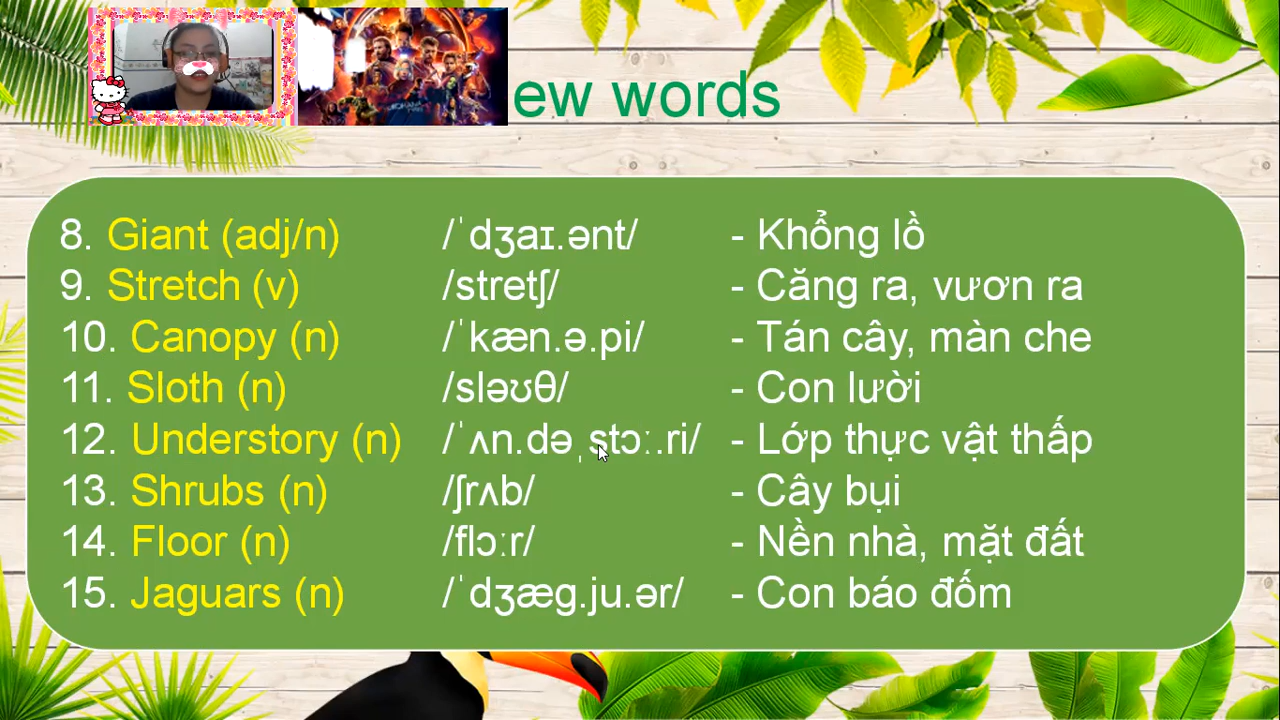 ew words
8. Giant (adj/n) /ˈdʒaɪ.ənt/ - Khổng lồ
9. Stretch (v) /stretʃ/ - Căng ra, vươn ra
10. Canopy (n) /ˈkæn.ə.pi/ - Tán cây, màn che
11. Sloth (n) /sləʊθ/ - Con lười
12. Understory (n) /ˈʌn.dəˌstɔː.ri/ - Lớp thực vật thấp
13. Shrubs (n) /ʃrʌb/ - Cây bụi
14. Floor (n) /flɔːr/ - Nền nhà, mặt đất
15. Jaguars (n) /ˈdʒæg.ju.ər/ - Con báo đốm